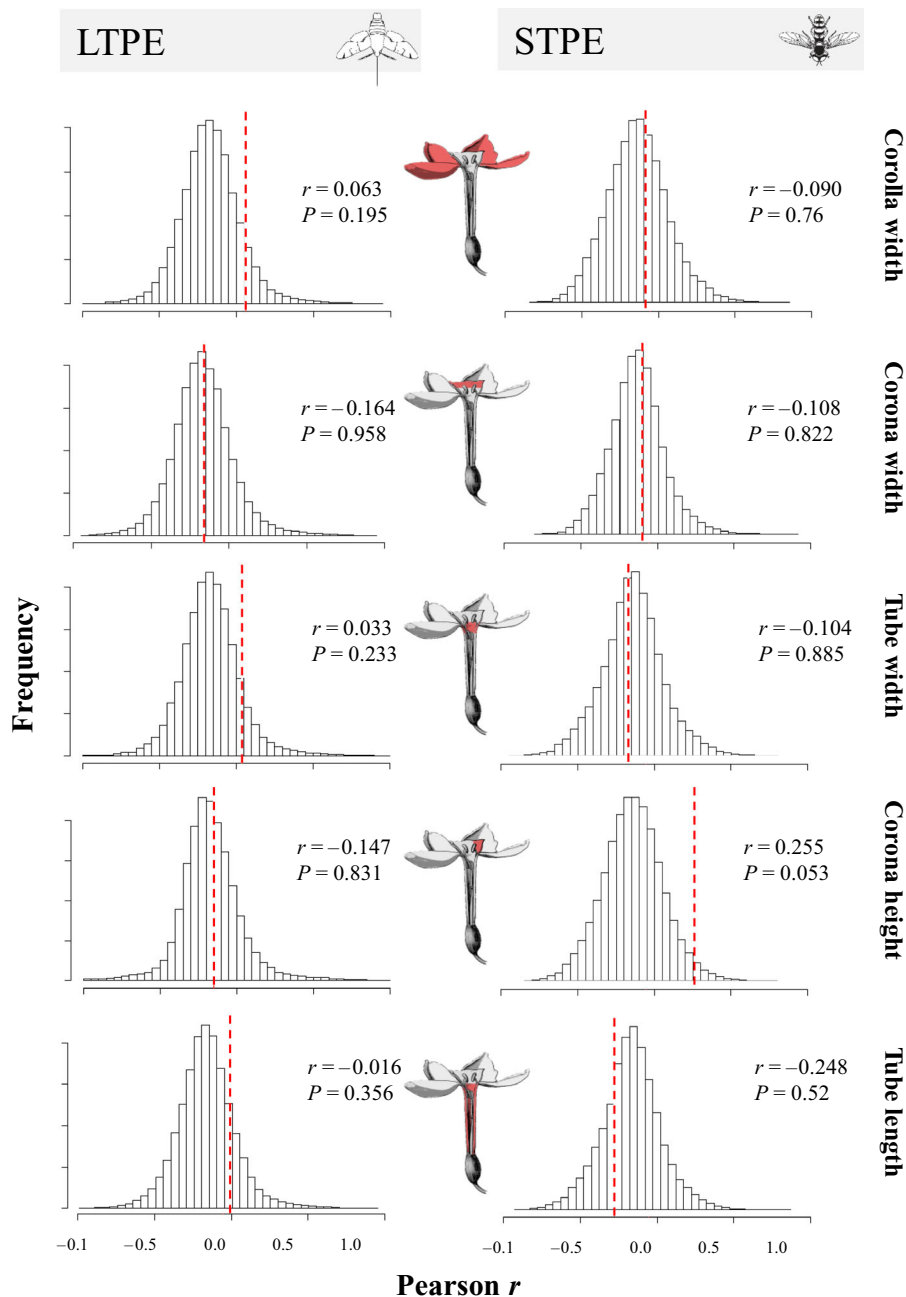 LTPE
STPE
r = 0.063
P = 0.195
r = –0.090
P = 0.76
Corolla width
r = –0.164
P = 0.958
r = –0.108
P = 0.822
Corona width
Frequency
r = 0.033
P = 0.233
r = –0.104
P = 0.885
Tube width
r = –0.147
P = 0.831
r = 0.255
P = 0.053
Corona height
r = –0.016
P = 0.356
r = –0.248
P = 0.52
Tube length
–0.1 –0.5 0.0 0.5 1.0
–0.1 –0.5 0.0 0.5 1.0
Pearson r